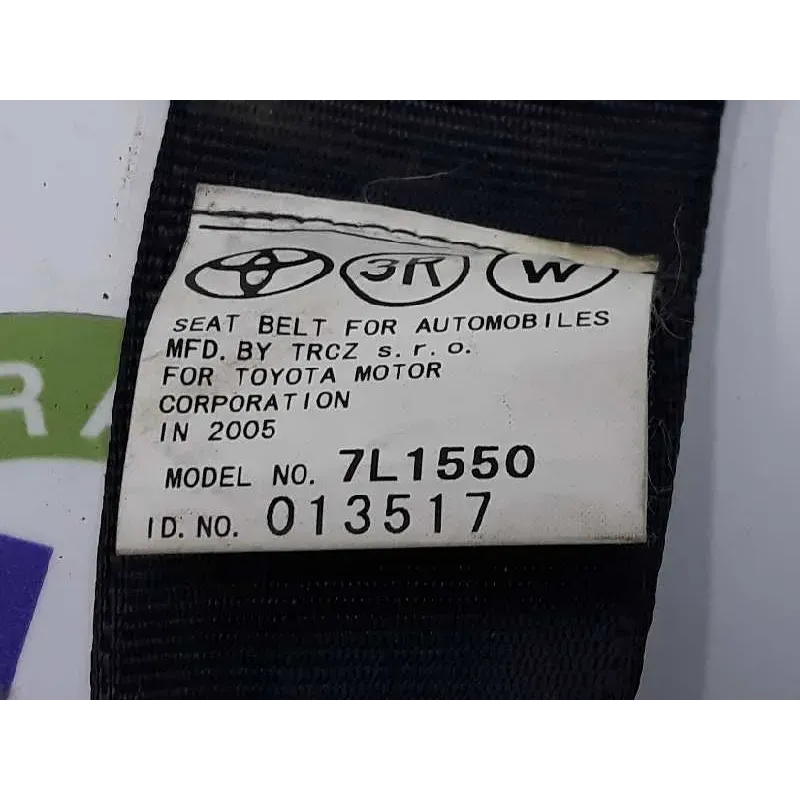 3R W
SEAT BELT FOR AUTOMOBILES
MFD. BY TRCZ s.r.o.
FOR TOYOTA MOTOR
CORPORATION
IN 2005
MODEL NO. 7L1550
ID. NO. 013517
RA